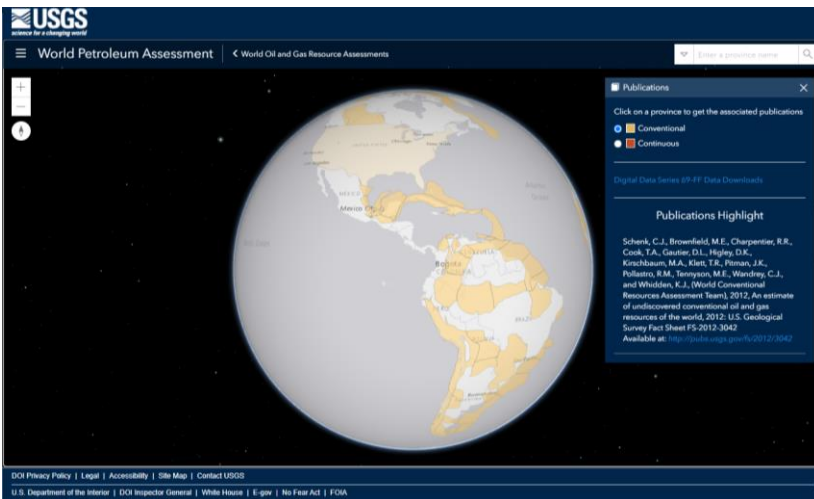 USGS
science for a changing world
World Petroleum Assessment
World Oil and Gas Resource Assessments
Enter a province name
Publications
Click on a province to get the associated publications
Conventional
Continuous
Digital Data Series 69-FF Data Downloads
Publications Highlight
Schenk, C.J., Brownfield, M.E., Charpentier, R.R.,
Cook, T.A., Gautier, D.L., Higley, D.K.,
Kirschbaum, M.A., Klett, T.R., Pitman, J.K.,
Pollastro, R.M., Tennyson, M.E., Wandrey, C.J.,
and Whidden, K.J., (World Conventional
Resources Assessment Team), 2012, An estimate
of undiscovered conventional oil and gas
resources of the world, 2012: U.S. Geological
Survey Fact Sheet FS-2012-3042
Available at: http://pubs.usgs.gov/fs/2012/3042
MEXICO
Bogota
BRAZIL
DOI Privacy Policy | Legal | Accessibility | Site Map | Contact USGS
U.S. Department of the Interior | DOI Inspector General | White House | E-gov | No Fear Act | FOIA